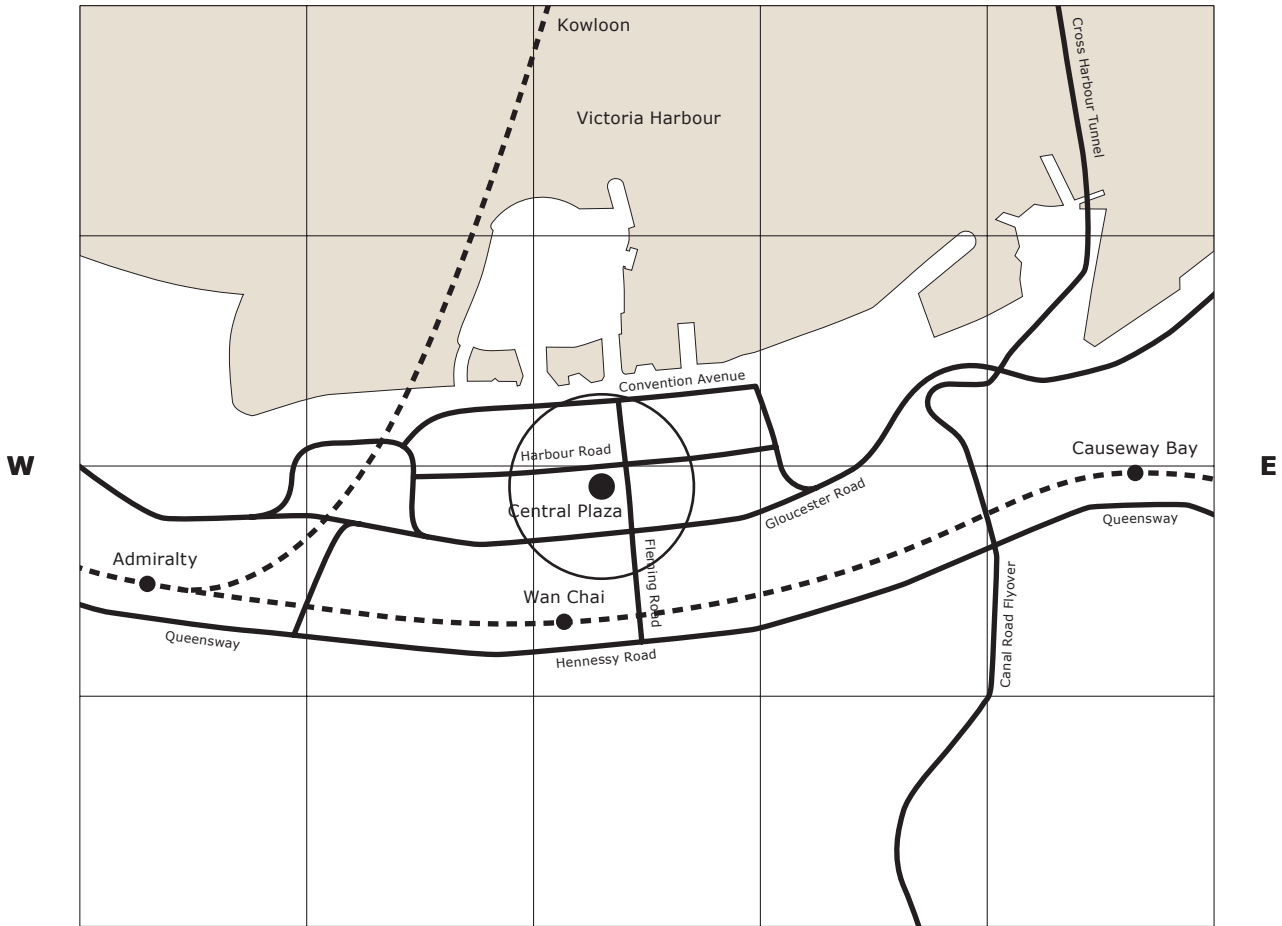 Kowloon
Cross Harbour Tunnel
Victoria Harbour
Convention Avenue
Harbour Road
W
Causeway Bay
E
Central Plaza
Gloucester Road
Queensway
Admiralty
Fleming Road
Wan Chai
Canal Road Flyover
Queensway
Hennessy Road